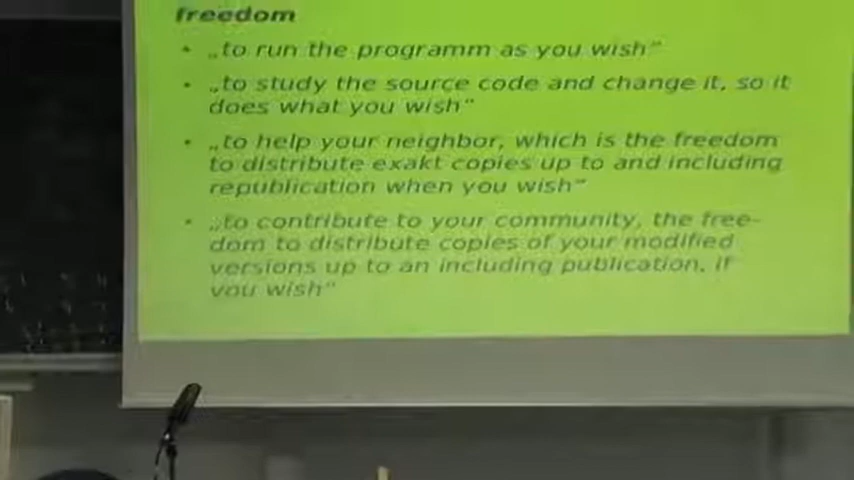 freedom
• „to run the programm as you wish“
• „to study the source code and change it, so it
does what you wish“
• „to help your neighbor, which is the freedom
to distribute exakt copies up to and including
republication when you wish“
• „to contribute to your community, the free-
dom to distribute copies of your modified
versions up to an including publication, if
you wish“